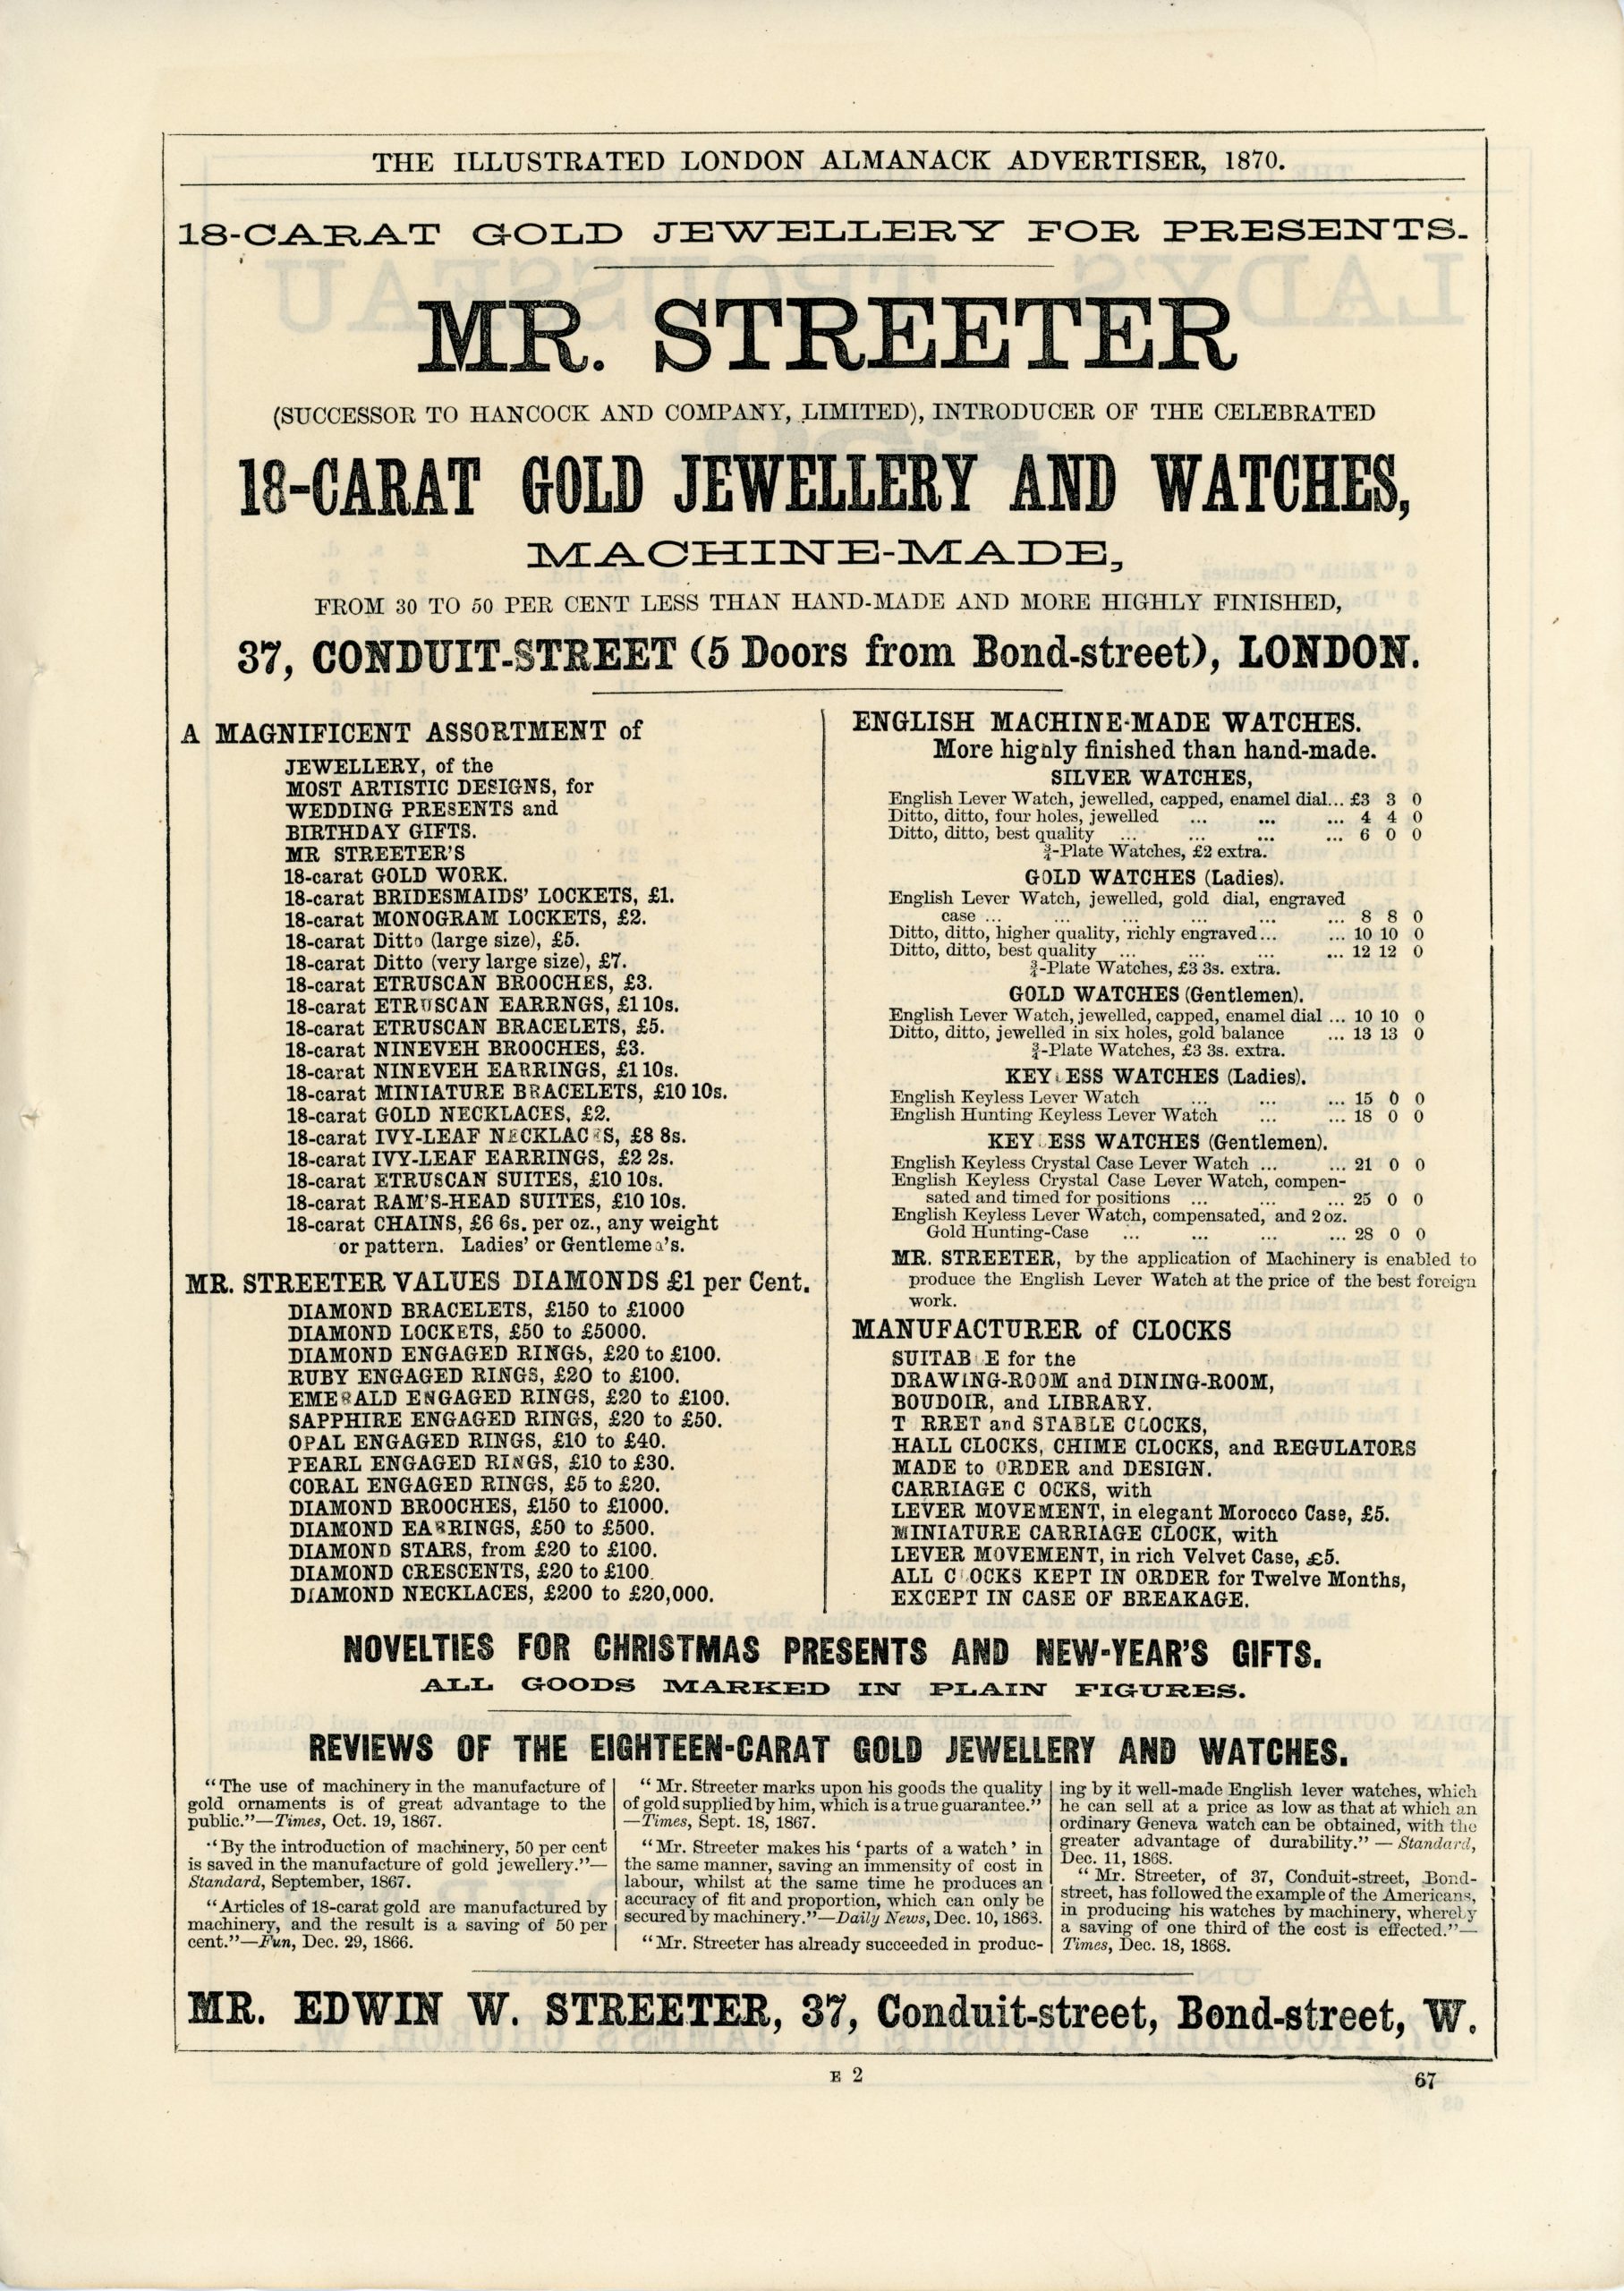 THE ILLUSTRATED LONDON ALMANACK ADVERTISER, 1870.
18-CARAT GOLD JEWELLERY FOR PRESENTS.
MR. STREETER
(SUCCESSOR TO HANCOCK AND COMPANY, LIMITED), INTRODUCER OF THE CELEBRATED
18-CARAT GOLD JEWELLERY AND WATCHES,
MACHINE-MADE,
FROM 30 TO 50 PER CENT LESS THAN HAND-MADE AND MORE HIGHLY FINISHED,
37, CONDUIT-STREET (5 Doors from Bond-street), LONDON.
A MAGNIFICENT ASSORTMENT of
JEWELLERY, of the
MOST ARTISTIC DESIGNS, for
WEDDING PRESENTS and
BIRTHDAY GIFTS.
MR STREETER'S
18-carat GOLD WORK.
18-carat BRIDESMAIDS' LOCKETS, £1.
18-carat MONOGRAM LOCKETS, £2.
18-carat Ditto (large size), £5.
18-carat Ditto (very large size), £7.
18-carat ETRUSCAN BROOCHES, £3.
18-carat ETRUSCAN EARRNGS, £1 10s.
18-carat ETRUSCAN BRACELETS, £5.
18-carat NINEVEH BROOCHES, £3.
18-carat NINEVEH EARRINGS, £1 10s.
18-carat MINIATURE BRACELETS, £10 10s.
18-carat GOLD NECKLACES, £2.
18-carat IVY-LEAF NECKLACES, £8 8s.
18-carat IVY-LEAF EARRINGS, £2 2s.
18-carat ETRUSCAN SUITES, £10 10s.
18-carat RAM'S-HEAD SUITES, £10 10s.
18-carat CHAINS, £6 6s. per oz., any weight
or pattern. Ladies' or Gentlemen's.
MR. STREETER VALUES DIAMONDS £1 per Cent.
DIAMOND BRACELETS, £150 to £1000
DIAMOND LOCKETS, £50 to £5000.
DIAMOND ENGAGED RINGS, £20 to £100.
RUBY ENGAGED RINGS, £20 to £100.
EMERALD ENGAGED RINGS, £20 to £100.
SAPPHIRE ENGAGED RINGS, £20 to £50.
OPAL ENGAGED RINGS, £10 to £40.
PEARL ENGAGED RINGS, £10 to £30.
CORAL ENGAGED RINGS, £5 to £20.
DIAMOND BROOCHES, £150 to £1000.
DIAMOND EARRINGS, £50 to £500.
DIAMOND STARS, from £20 to £100.
DIAMOND CRESCENTS, £20 to £100.
DIAMOND NECKLACES, £200 to £20,000.
ENGLISH MACHINE-MADE WATCHES.
More highly finished than hand-made.
SILVER WATCHES,
English Lever Watch, jewelled, capped, enamel dial... £3 3 0
Ditto, ditto, four holes, jewelled ... ... ... 4 4 0
Ditto, ditto, best quality ... ... ... ... 6 0 0
¾-Plate Watches, £2 extra.
GOLD WATCHES (Ladies).
English Lever Watch, jewelled, gold dial, engraved
case ... ... ... ... ... ... 8 8 0
Ditto, ditto, higher quality, richly engraved... ... 10 10 0
Ditto, ditto, best quality ... ... ... ... 12 12 0
¾-Plate Watches, £3 3s. extra.
GOLD WATCHES (Gentlemen).
English Lever Watch, jewelled, capped, enamel dial ... 10 10 0
Ditto, ditto, jewelled in six holes, gold balance ... 13 13 0
¾-Plate Watches, £3 3s. extra.
KEYLESS WATCHES (Ladies).
English Keyless Lever Watch ... ... ... 15 0 0
English Hunting Keyless Lever Watch ... ... 18 0 0
KEYLESS WATCHES (Gentlemen).
English Keyless Crystal Case Lever Watch ... ... 21 0 0
English Keyless Crystal Case Lever Watch, compen-
sated and timed for positions ... ... ... 25 0 0
English Keyless Lever Watch, compensated, and 2 oz.
Gold Hunting-Case ... ... ... ... 28 0 0
MR. STREETER, by the application of Machinery is enabled to
produce the English Lever Watch at the price of the best foreign
work.
MANUFACTURER of CLOCKS
SUITABLE for the
DRAWING-ROOM and DINING-ROOM,
BOUDOIR, and LIBRARY.
T RRET and STABLE CLOCKS,
HALL CLOCKS, CHIME CLOCKS, and REGULATORS
MADE to ORDER and DESIGN.
CARRIAGE C OCKS, with
LEVER MOVEMENT, in elegant Morocco Case, £5.
MINIATURE CARRIAGE CLOCK, with
LEVER MOVEMENT, in rich Velvet Case, £5.
ALL CLOCKS KEPT IN ORDER for Twelve Months,
EXCEPT IN CASE OF BREAKAGE.
NOVELTIES FOR CHRISTMAS PRESENTS AND NEW-YEAR'S GIFTS.
ALL GOODS MARKED IN PLAIN FIGURES.
REVIEWS OF THE EIGHTEEN-CARAT GOLD JEWELLERY AND WATCHES.
"The use of machinery in the manufacture of
gold ornaments is of great advantage to the
public."—Times, Oct. 19, 1867.
"By the introduction of machinery, 50 per cent
is saved in the manufacture of gold jewellery."—
Standard, September, 1867.
"Articles of 18-carat gold are manufactured by
machinery, and the result is a saving of 50 per
cent."—Fun, Dec. 29, 1866.
"Mr. Streeter marks upon his goods the quality
of gold supplied by him, which is a true guarantee."
—Times, Sept. 18, 1867.
"Mr. Streeter makes his 'parts of a watch' in
the same manner, saving an immensity of cost in
labour, whilst at the same time he produces an
accuracy of fit and proportion, which can only be
secured by machinery."—Daily News, Dec. 10, 1868.
"Mr. Streeter has already succeeded in produc-
ing by it well-made English lever watches, which
he can sell at a price as low as that at which an
ordinary Geneva watch can be obtained, with the
greater advantage of durability." — Standard,
Dec. 11, 1868.
"Mr. Streeter, of 37, Conduit-street, Bond-
street, has followed the example of the Americans,
in producing his watches by machinery, whereby
a saving of one third of the cost is effected."—
Times, Dec. 18, 1868.
MR. EDWIN W. STREETER, 37, Conduit-street, Bond-street, W.
E 2
67